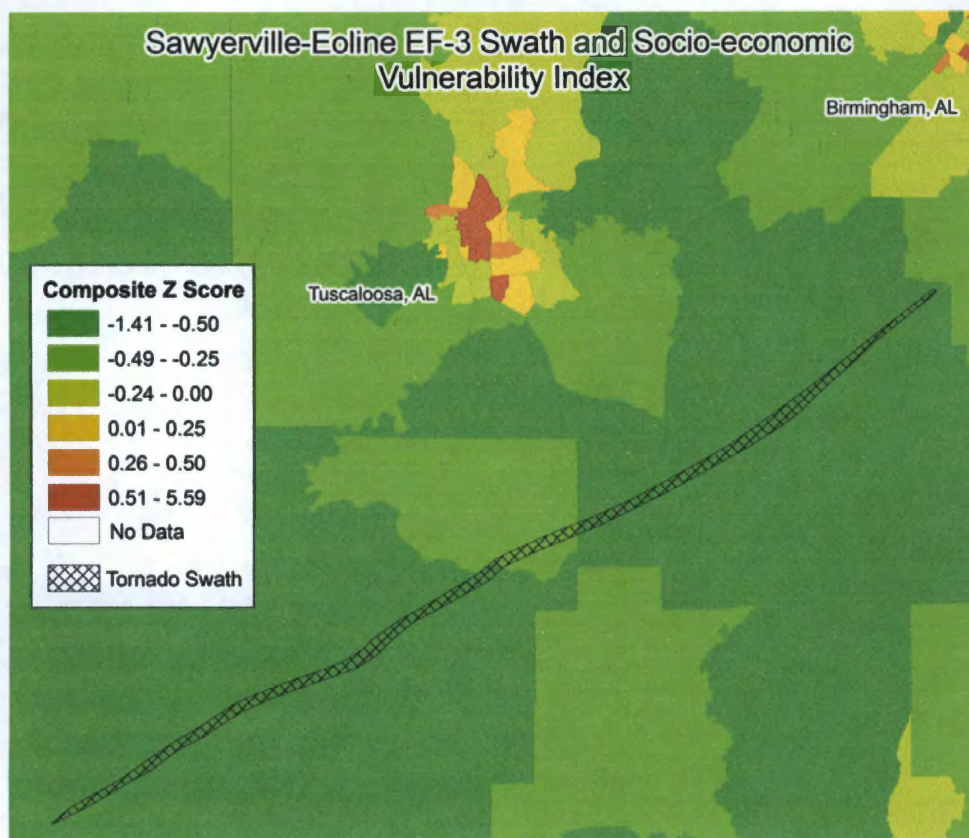 Sawyerville-Eoline EF-3 Swath and Socio-economic
Vulnerability Index
Birmingham, AL
Tuscaloosa, AL
Composite Z Score
-1.41 - -0.50
-0.49 - -0.25
-0.24 - 0.00
0.01 - 0.25
0.26 - 0.50
0.51 - 5.59
No Data
Tornado Swath